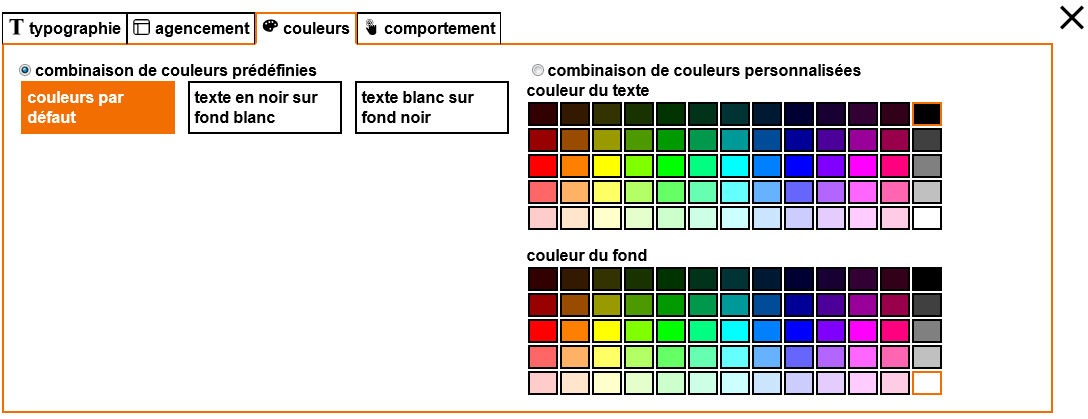 typographie
agencement
couleurs
comportement
combinaison de couleurs prédéfinies
couleurs par
défaut
texte en noir sur
fond blanc
texte blanc sur
fond noir
combinaison de couleurs personnalisées
couleur du texte
couleur du fond